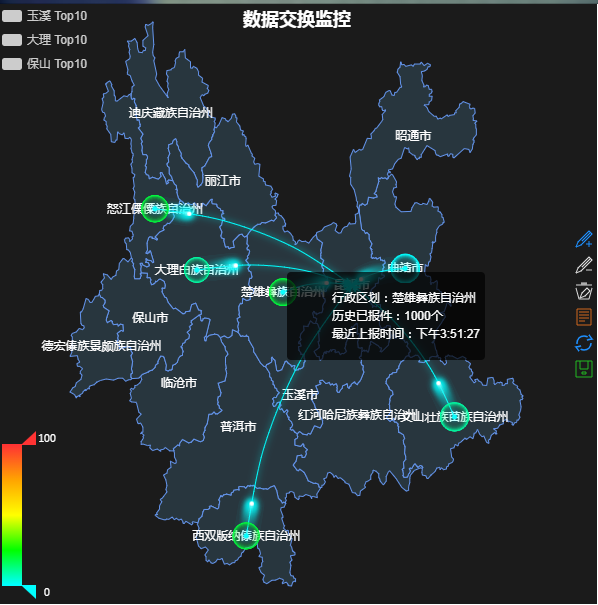 数据交换监控
玉溪 Top10
大理 Top10
保山 Top10
迪庆藏族自治州
昭通市
丽江市
怒江傈僳族自治州
大理白族自治州
曲靖市
楚雄彝族自治州
昆明市
行政区划：楚雄彝族自治州
历史已报件：1000个
最近上报时间：下午3:51:27
保山市
德宏傣族景颇族自治州
临沧市
玉溪市
红河哈尼族彝族自治州
文山壮族苗族自治州
普洱市
西双版纳傣族自治州
100
0